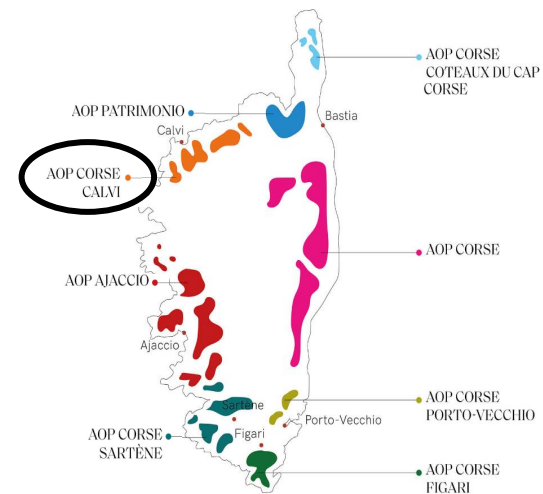 AOP CORSE
COTEAUX DU CAP
CORSE
AOP PATRIMONIO
Bastia
Calvi
AOP CORSE
CALVI
AOP CORSE
AOP AJACCIO
Ajaccio
Sartène
AOP CORSE
PORTO-VECCHIO
Porto-Vecchio
Figari
AOP CORSE
SARTÈNE
AOP CORSE
FIGARI